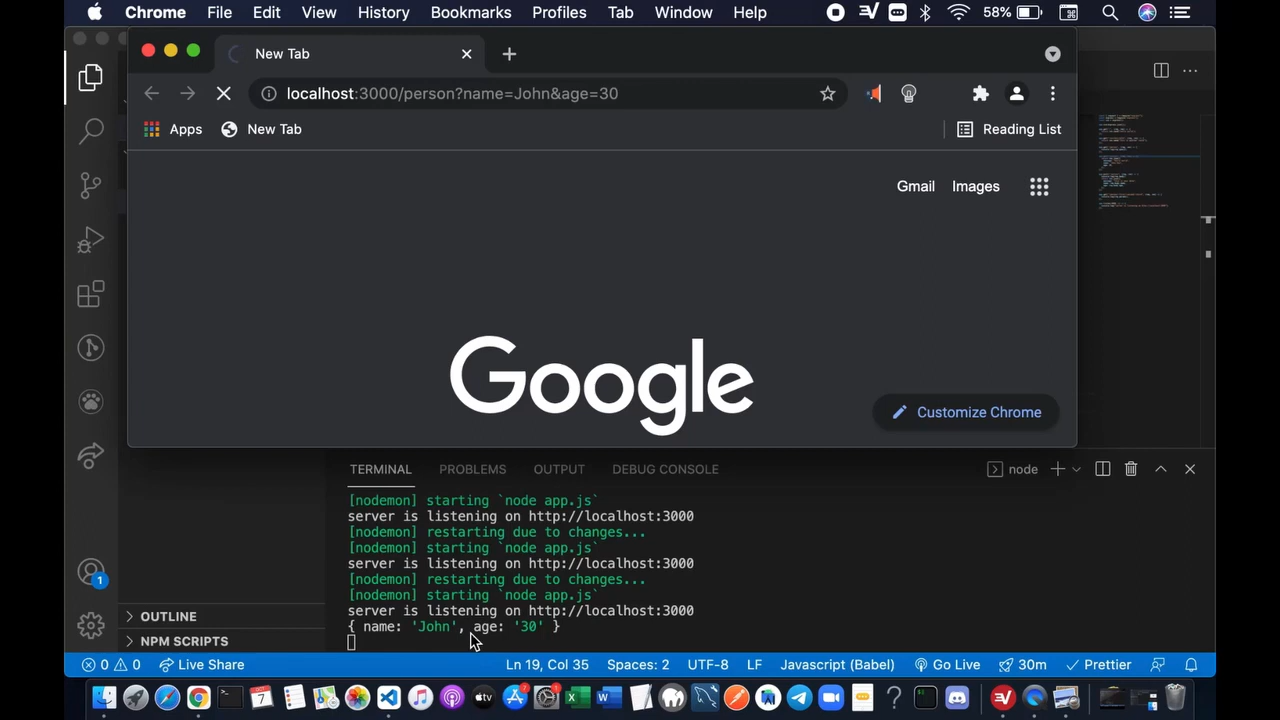 Chrome File Edit View History Bookmarks Profiles Tab Window Help 58%
New Tab
localhost:3000/person?name=John&age=30
Apps New Tab Reading List
Gmail Images
Google
Customize Chrome
TERMINAL PROBLEMS OUTPUT DEBUG CONSOLE node
[nodemon] starting `node app.js`
server is listening on http://localhost:3000
[nodemon] restarting due to changes...
[nodemon] starting `node app.js`
server is listening on http://localhost:3000
[nodemon] restarting due to changes...
[nodemon] starting `node app.js`
server is listening on http://localhost:3000
{ name: 'John', age: '30' }
1
OUTLINE
NPM SCRIPTS
0 0 Live Share Ln 19, Col 35 Spaces: 2 UTF-8 LF Javascript (Babel) Go Live 30m Prettier